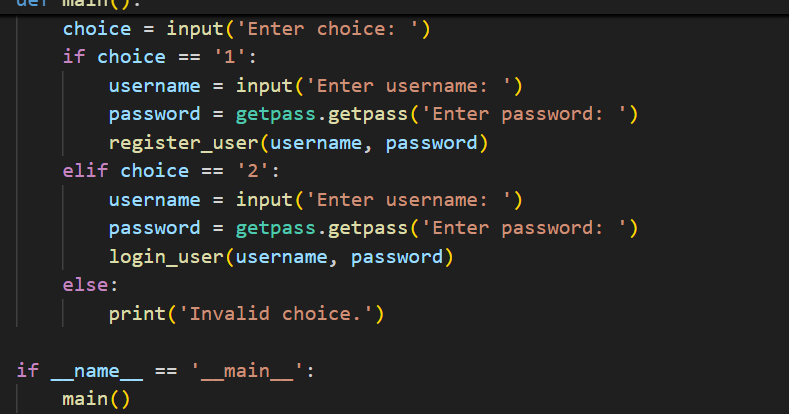 def main():
    choice = input('Enter choice: ')
    if choice == '1':
        username = input('Enter username: ')
        password = getpass.getpass('Enter password: ')
        register_user(username, password)
    elif choice == '2':
        username = input('Enter username: ')
        password = getpass.getpass('Enter password: ')
        login_user(username, password)
    else:
        print('Invalid choice.')

if __name__ == '__main__':
    main()